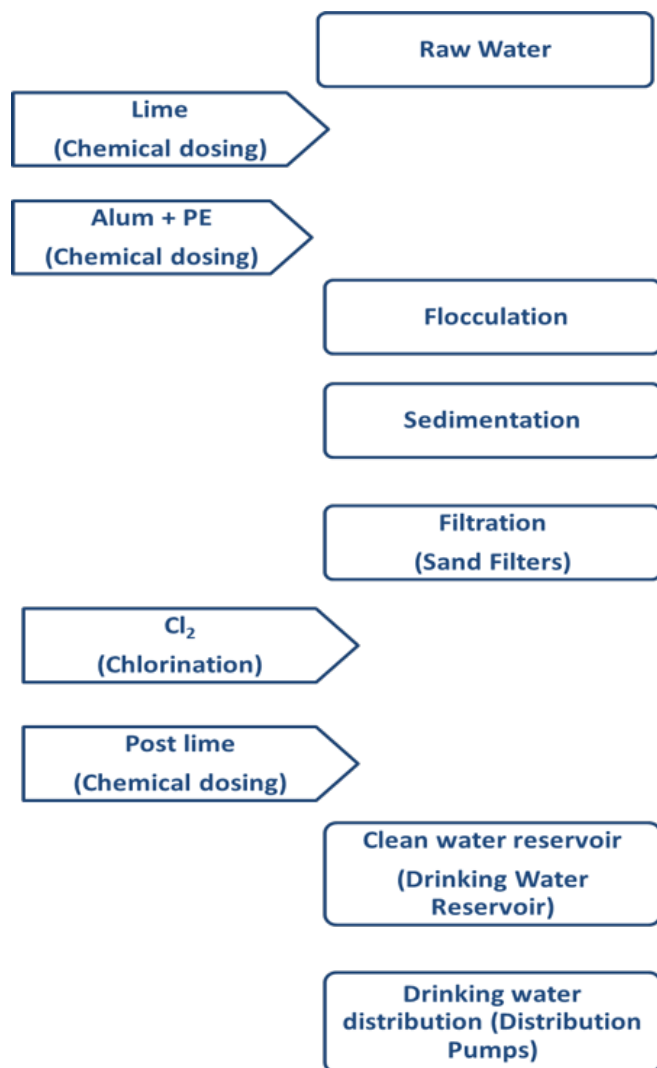 Raw Water
Lime
(Chemical dosing)
Alum + PE
(Chemical dosing)
Flocculation
Sedimentation
Filtration
(Sand Filters)
Cl₂
(Chlorination)
Post lime
(Chemical dosing)
Clean water reservoir
(Drinking Water
Reservoir)
Drinking water
distribution (Distribution
Pumps)